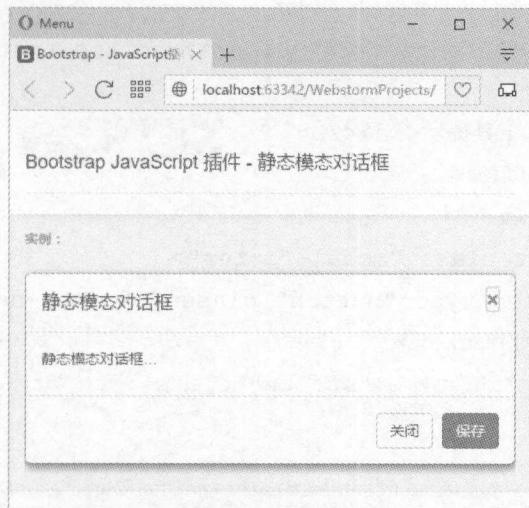 Menu
Bootstrap - JavaScript插
localhost:63342/WebstormProjects/
Bootstrap JavaScript 插件 - 静态模态对话框
实例：
静态模态对话框
×
静态模态对话框...
关闭 保存